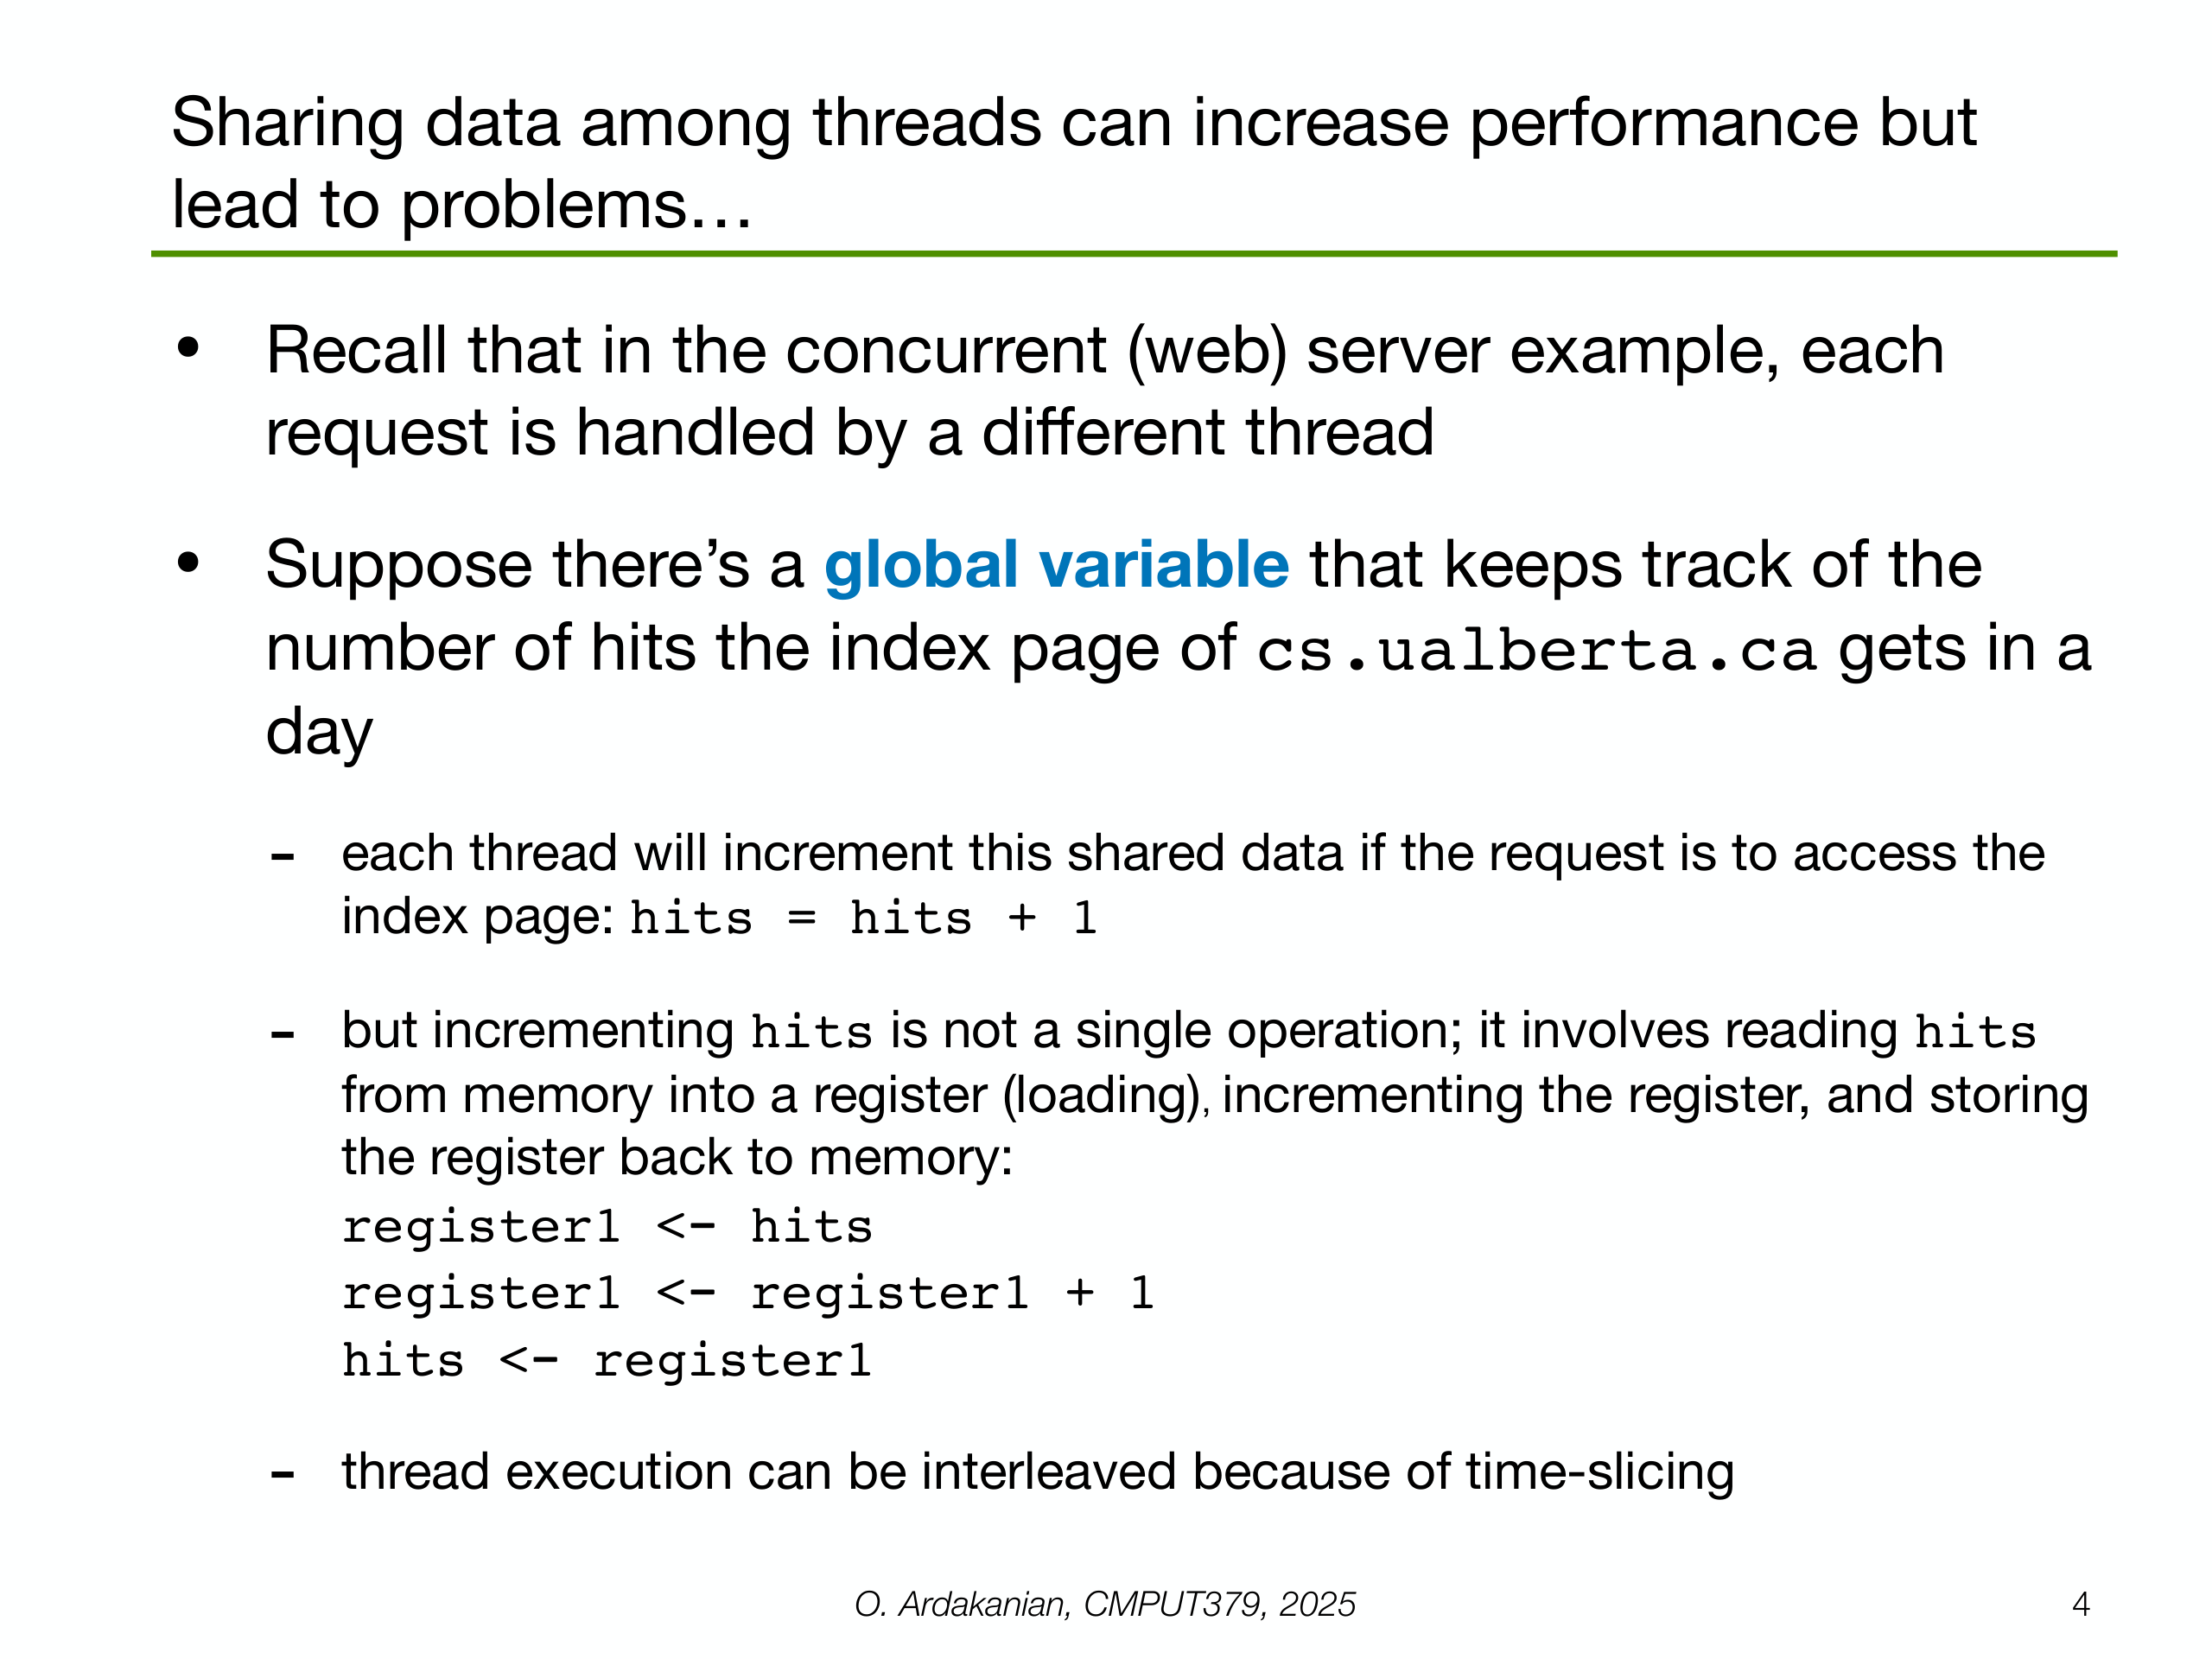 Sharing data among threads can increase performance but
lead to problems…
• Recall that in the concurrent (web) server example, each
request is handled by a different thread
• Suppose there’s a global variable that keeps track of the
number of hits the index page of cs.ualberta.ca gets in a
day
- each thread will increment this shared data if the request is to access the
index page: hits = hits + 1
- but incrementing hits is not a single operation; it involves reading hits
from memory into a register (loading), incrementing the register, and storing
the register back to memory:
register1 <- hits
register1 <- register1 + 1
hits <- register1
- thread execution can be interleaved because of time-slicing
O. Ardakanian, CMPUT379, 2025
4